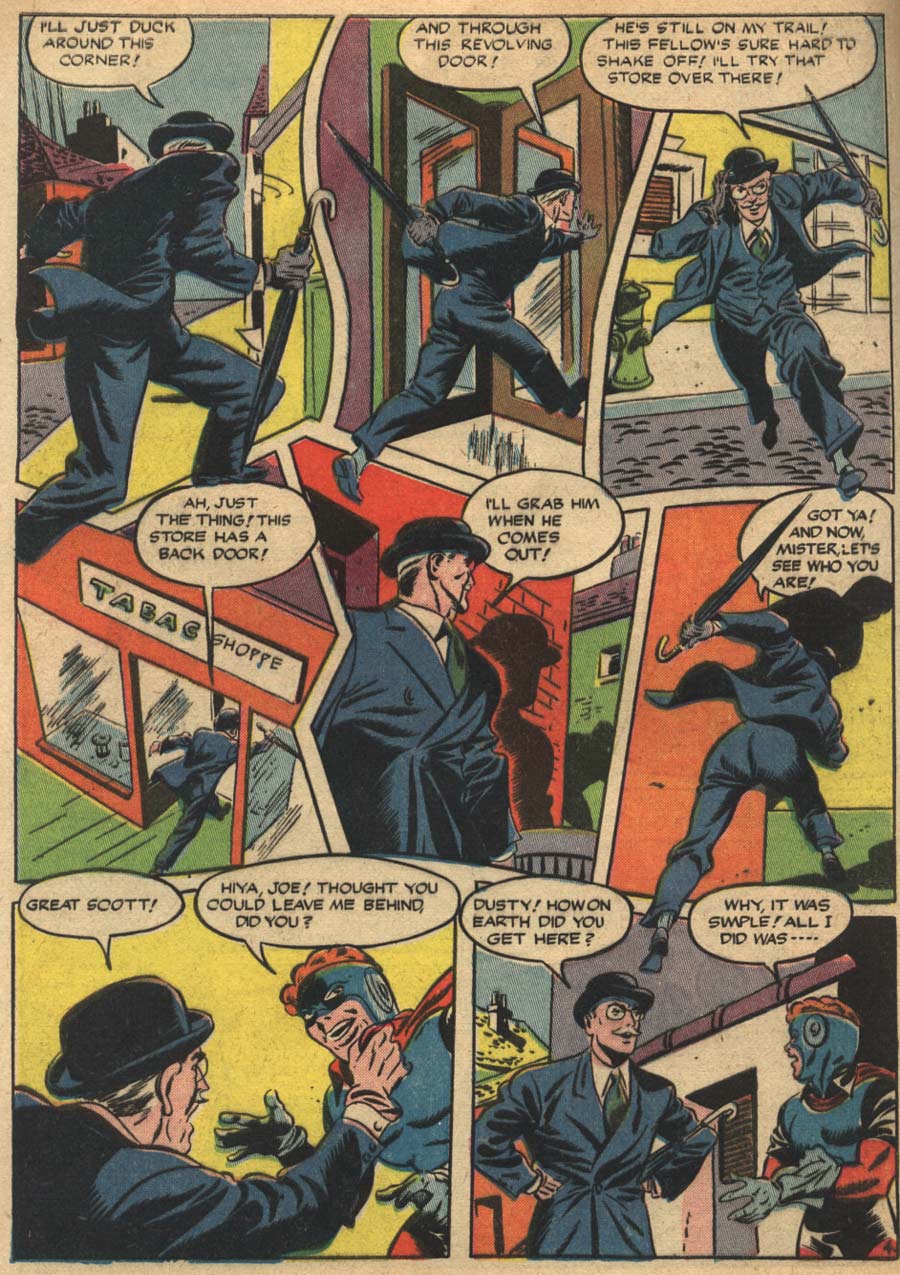 I'LL JUST DUCK
AROUND THIS
CORNER!
AND THROUGH
THIS REVOLVING
DOOR!
HE'S STILL ON MY TRAIL!
THIS FELLOW'S SURE HARD TO
SHAKE OFF! I'LL TRY THAT
STORE OVER THERE!
AH, JUST
THE THING! THIS
STORE HAS A
BACK DOOR!
TABAC SHOPPE
I'LL GRAB HIM
WHEN HE
COMES
OUT!
GOT YA!
AND NOW,
MISTER, LET'S
SEE WHO YOU
ARE!
GREAT SCOTT!
HIYA, JOE! THOUGHT YOU
COULD LEAVE ME BEHIND,
DID YOU?
DUSTY! HOW ON
EARTH DID YOU
GET HERE?
WHY, IT WAS
SIMPLE! ALL I
DID WAS ----
4